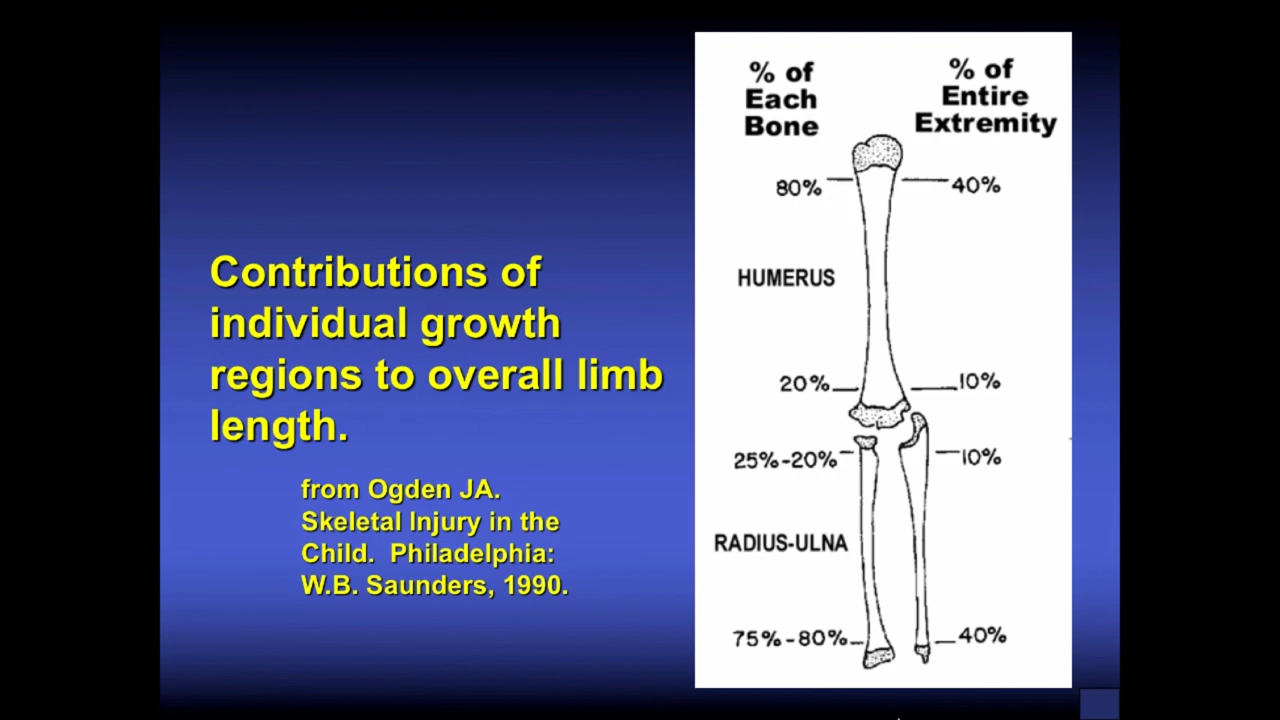 Contributions of
individual growth
regions to overall limb
length.
from Ogden JA.
Skeletal Injury in the
Child. Philadelphia:
W.B. Saunders, 1990.
% of
Each
Bone
% of
Entire
Extremity
80%
40%
HUMERUS
20%
10%
25%-20%
10%
RADIUS-ULNA
75%-80%
40%